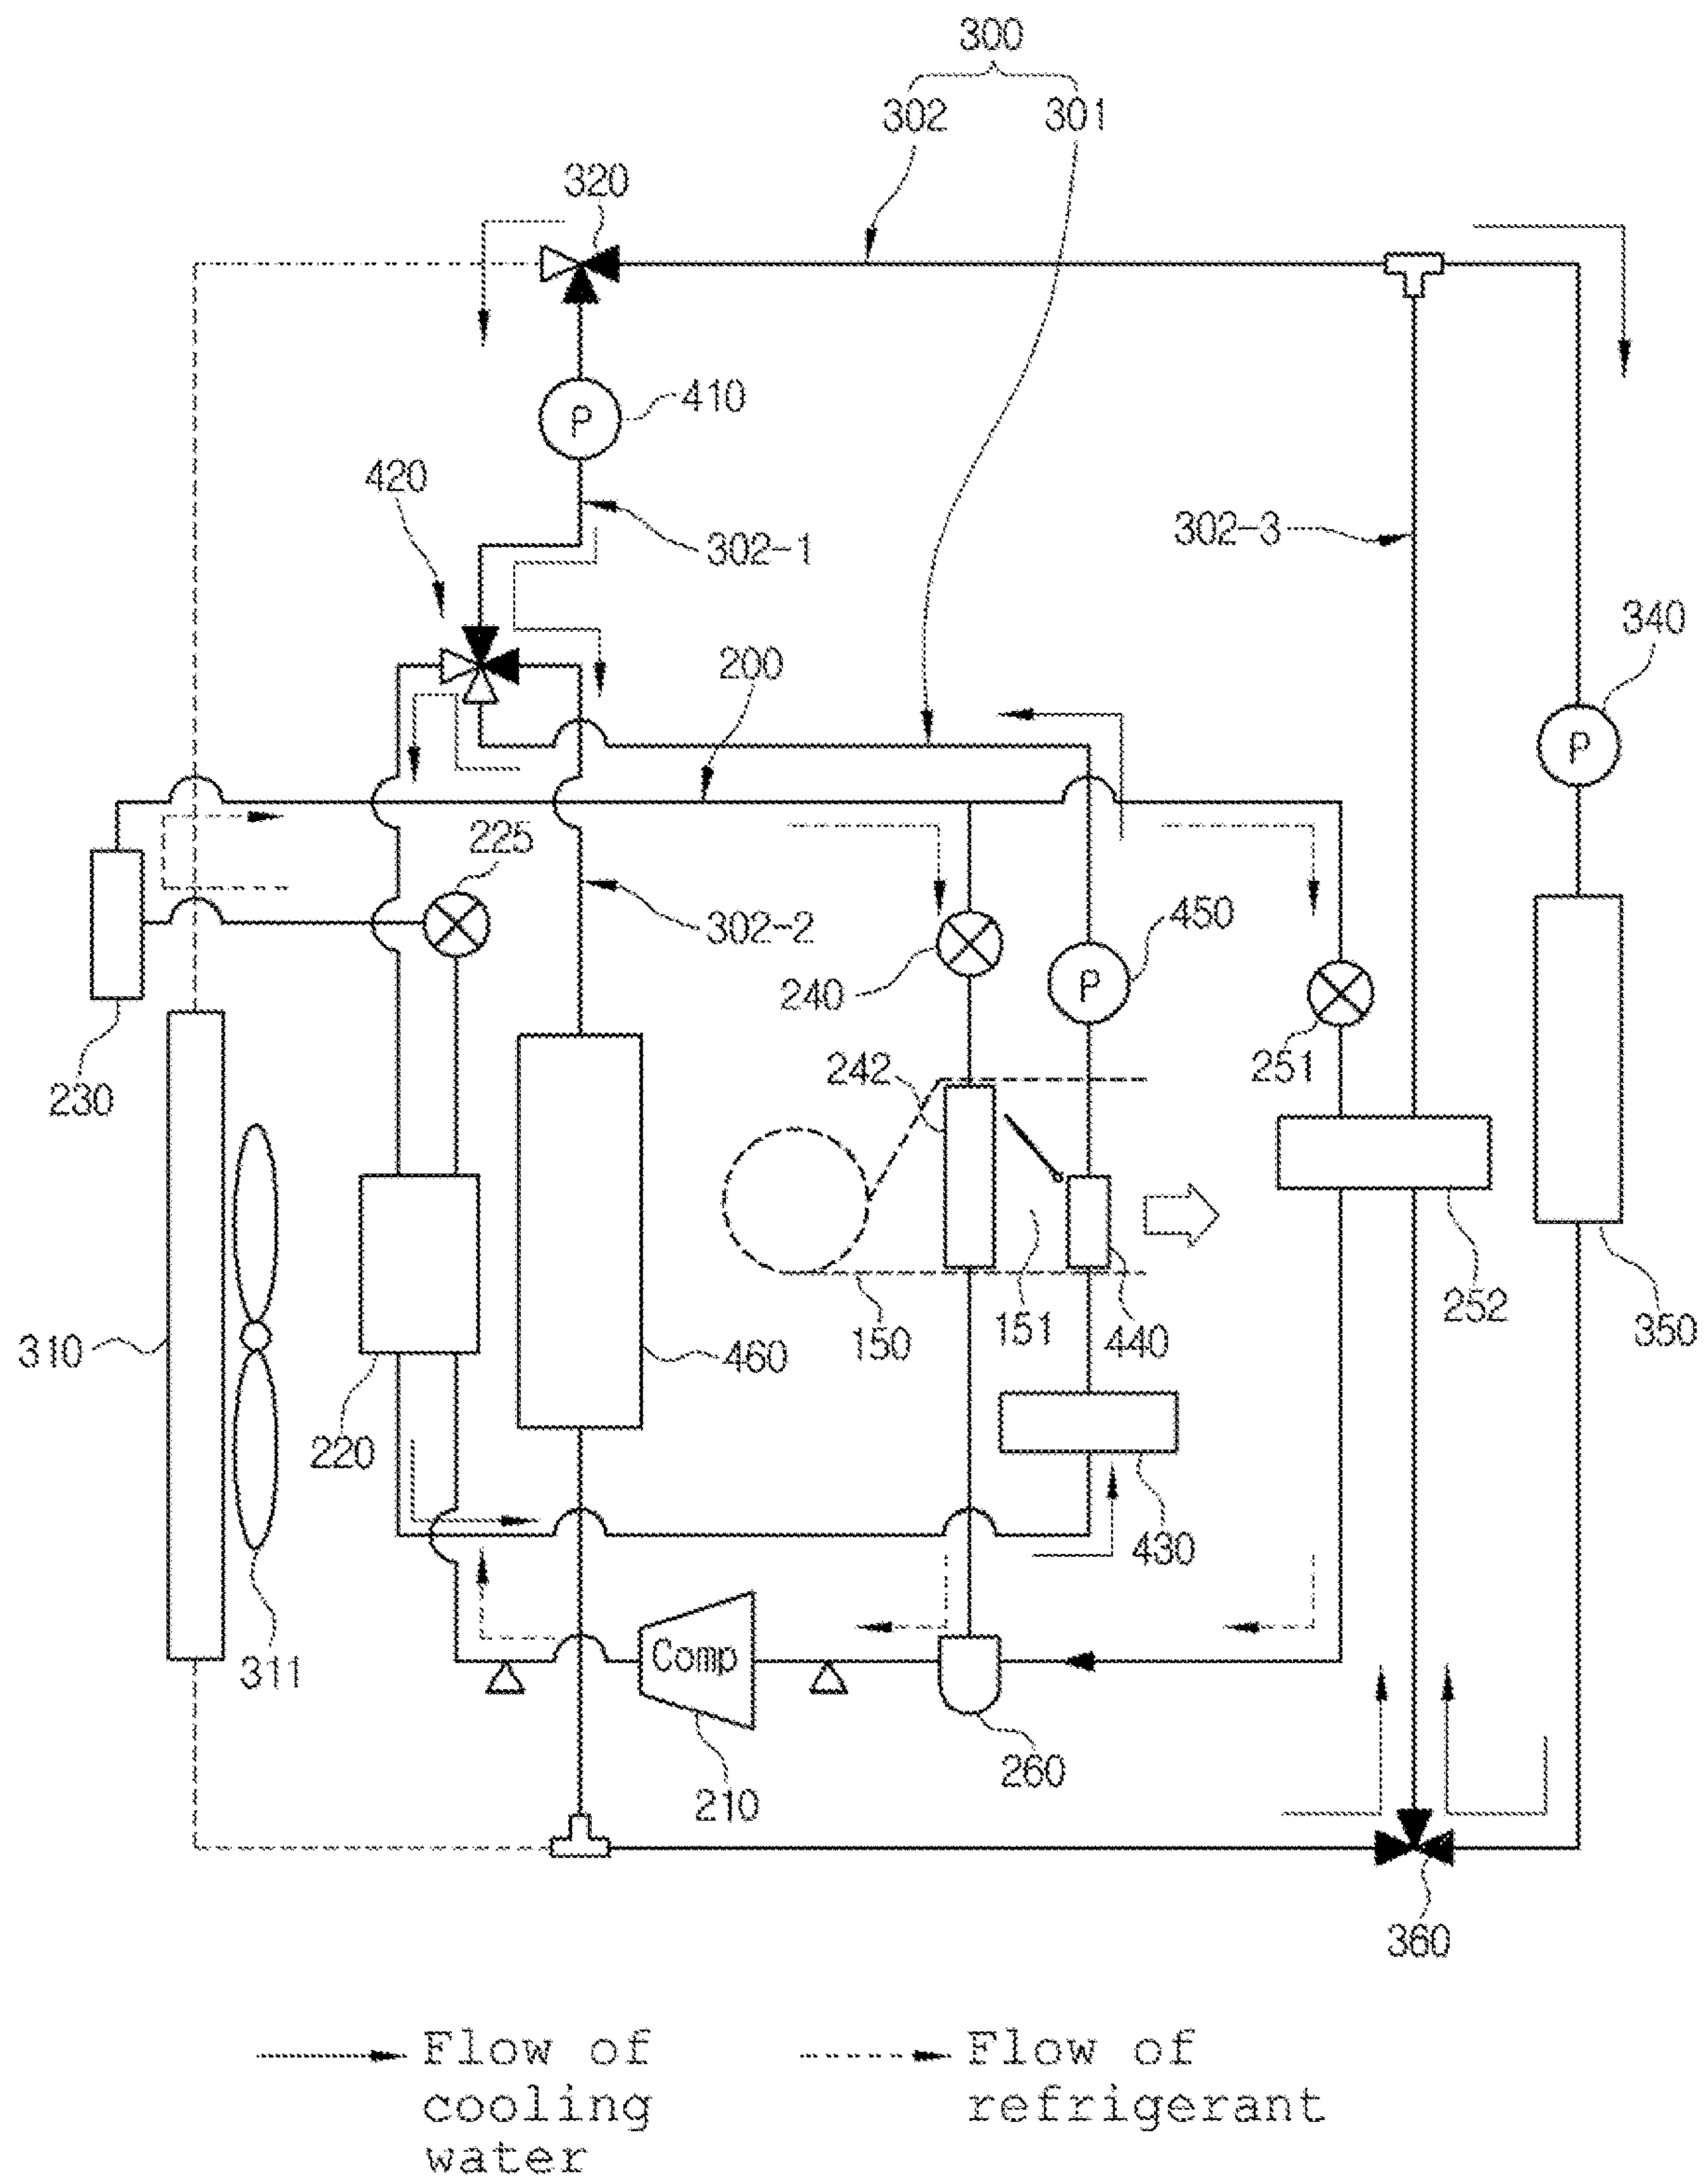 300
302 301
320
410
420
302-1
302-3
340
200
225
302-2
450
240
251
242
230
310
150 151 440
252
350
460
220
430
311
Comp
210
260
360
P
P
P
Flow of
cooling
water
Flow of
refrigerant